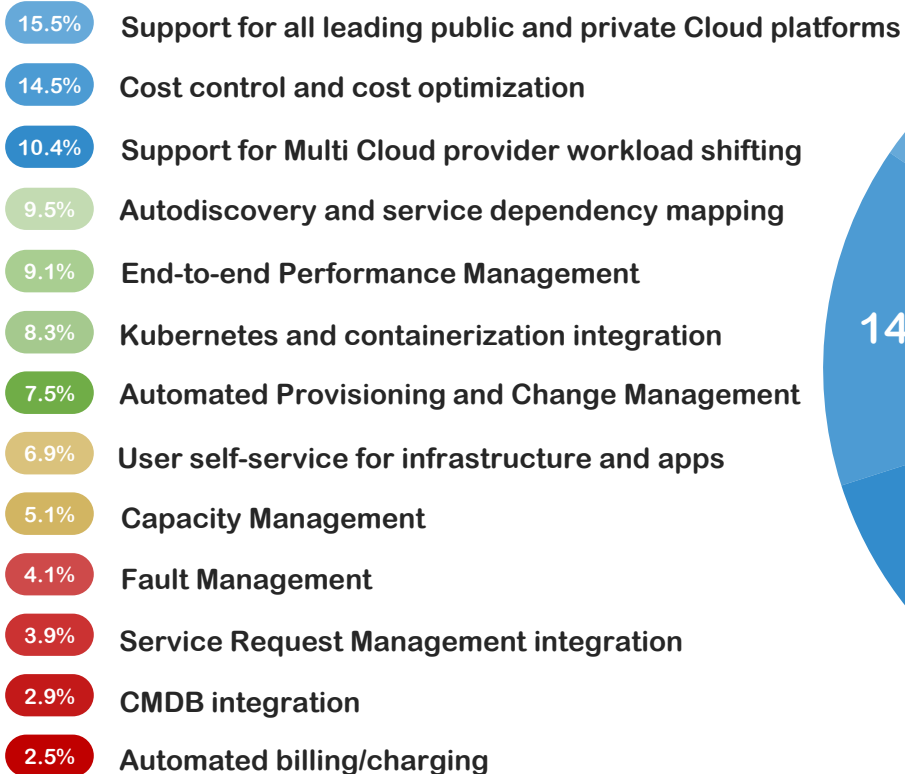 15.5% Support for all leading public and private Cloud platforms
14.5% Cost control and cost optimization
10.4% Support for Multi Cloud provider workload shifting
9.5% Autodiscovery and service dependency mapping
9.1% End-to-end Performance Management
8.3% Kubernetes and containerization integration
14
7.5% Automated Provisioning and Change Management
6.9% User self-service for infrastructure and apps
5.1% Capacity Management
4.1% Fault Management
3.9% Service Request Management integration
2.9% CMDB integration
2.5% Automated billing/charging